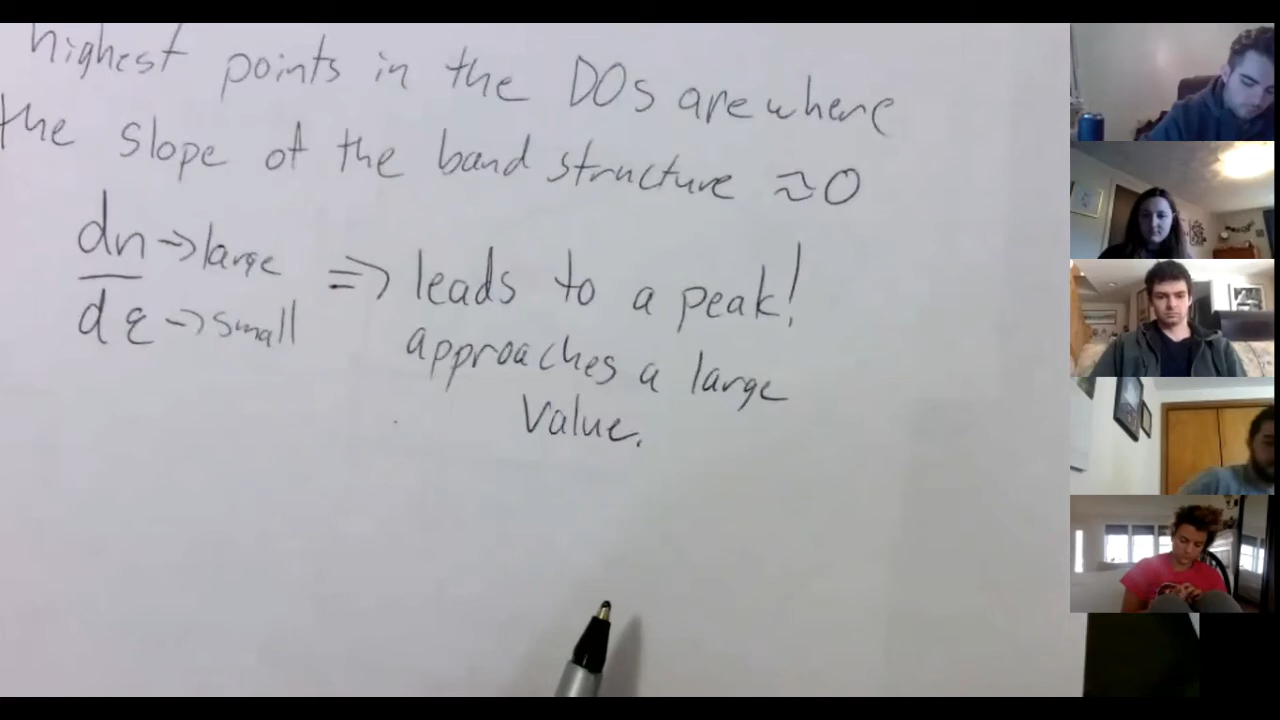 highest points in the DOS are where
the slope of the band structure ≈0
dn → large
dε → small
=> leads to a peak!
approaches a large
value.